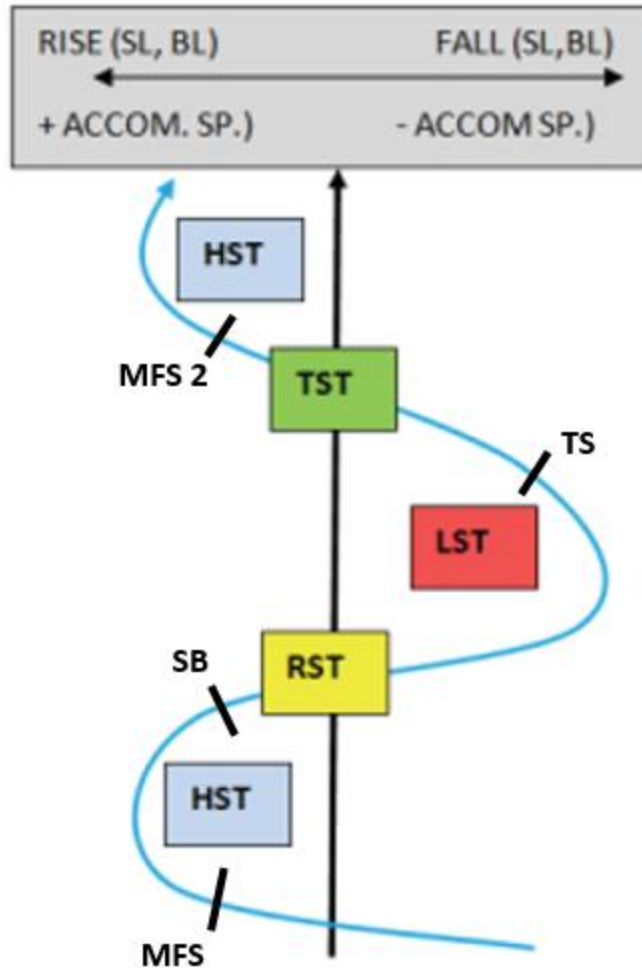 RISE (SL, BL) FALL (SL,BL)
+ ACCOM. SP.) - ACCOM SP.)
HST
MFS 2
TST
TS
LST
SB
RST
HST
MFS